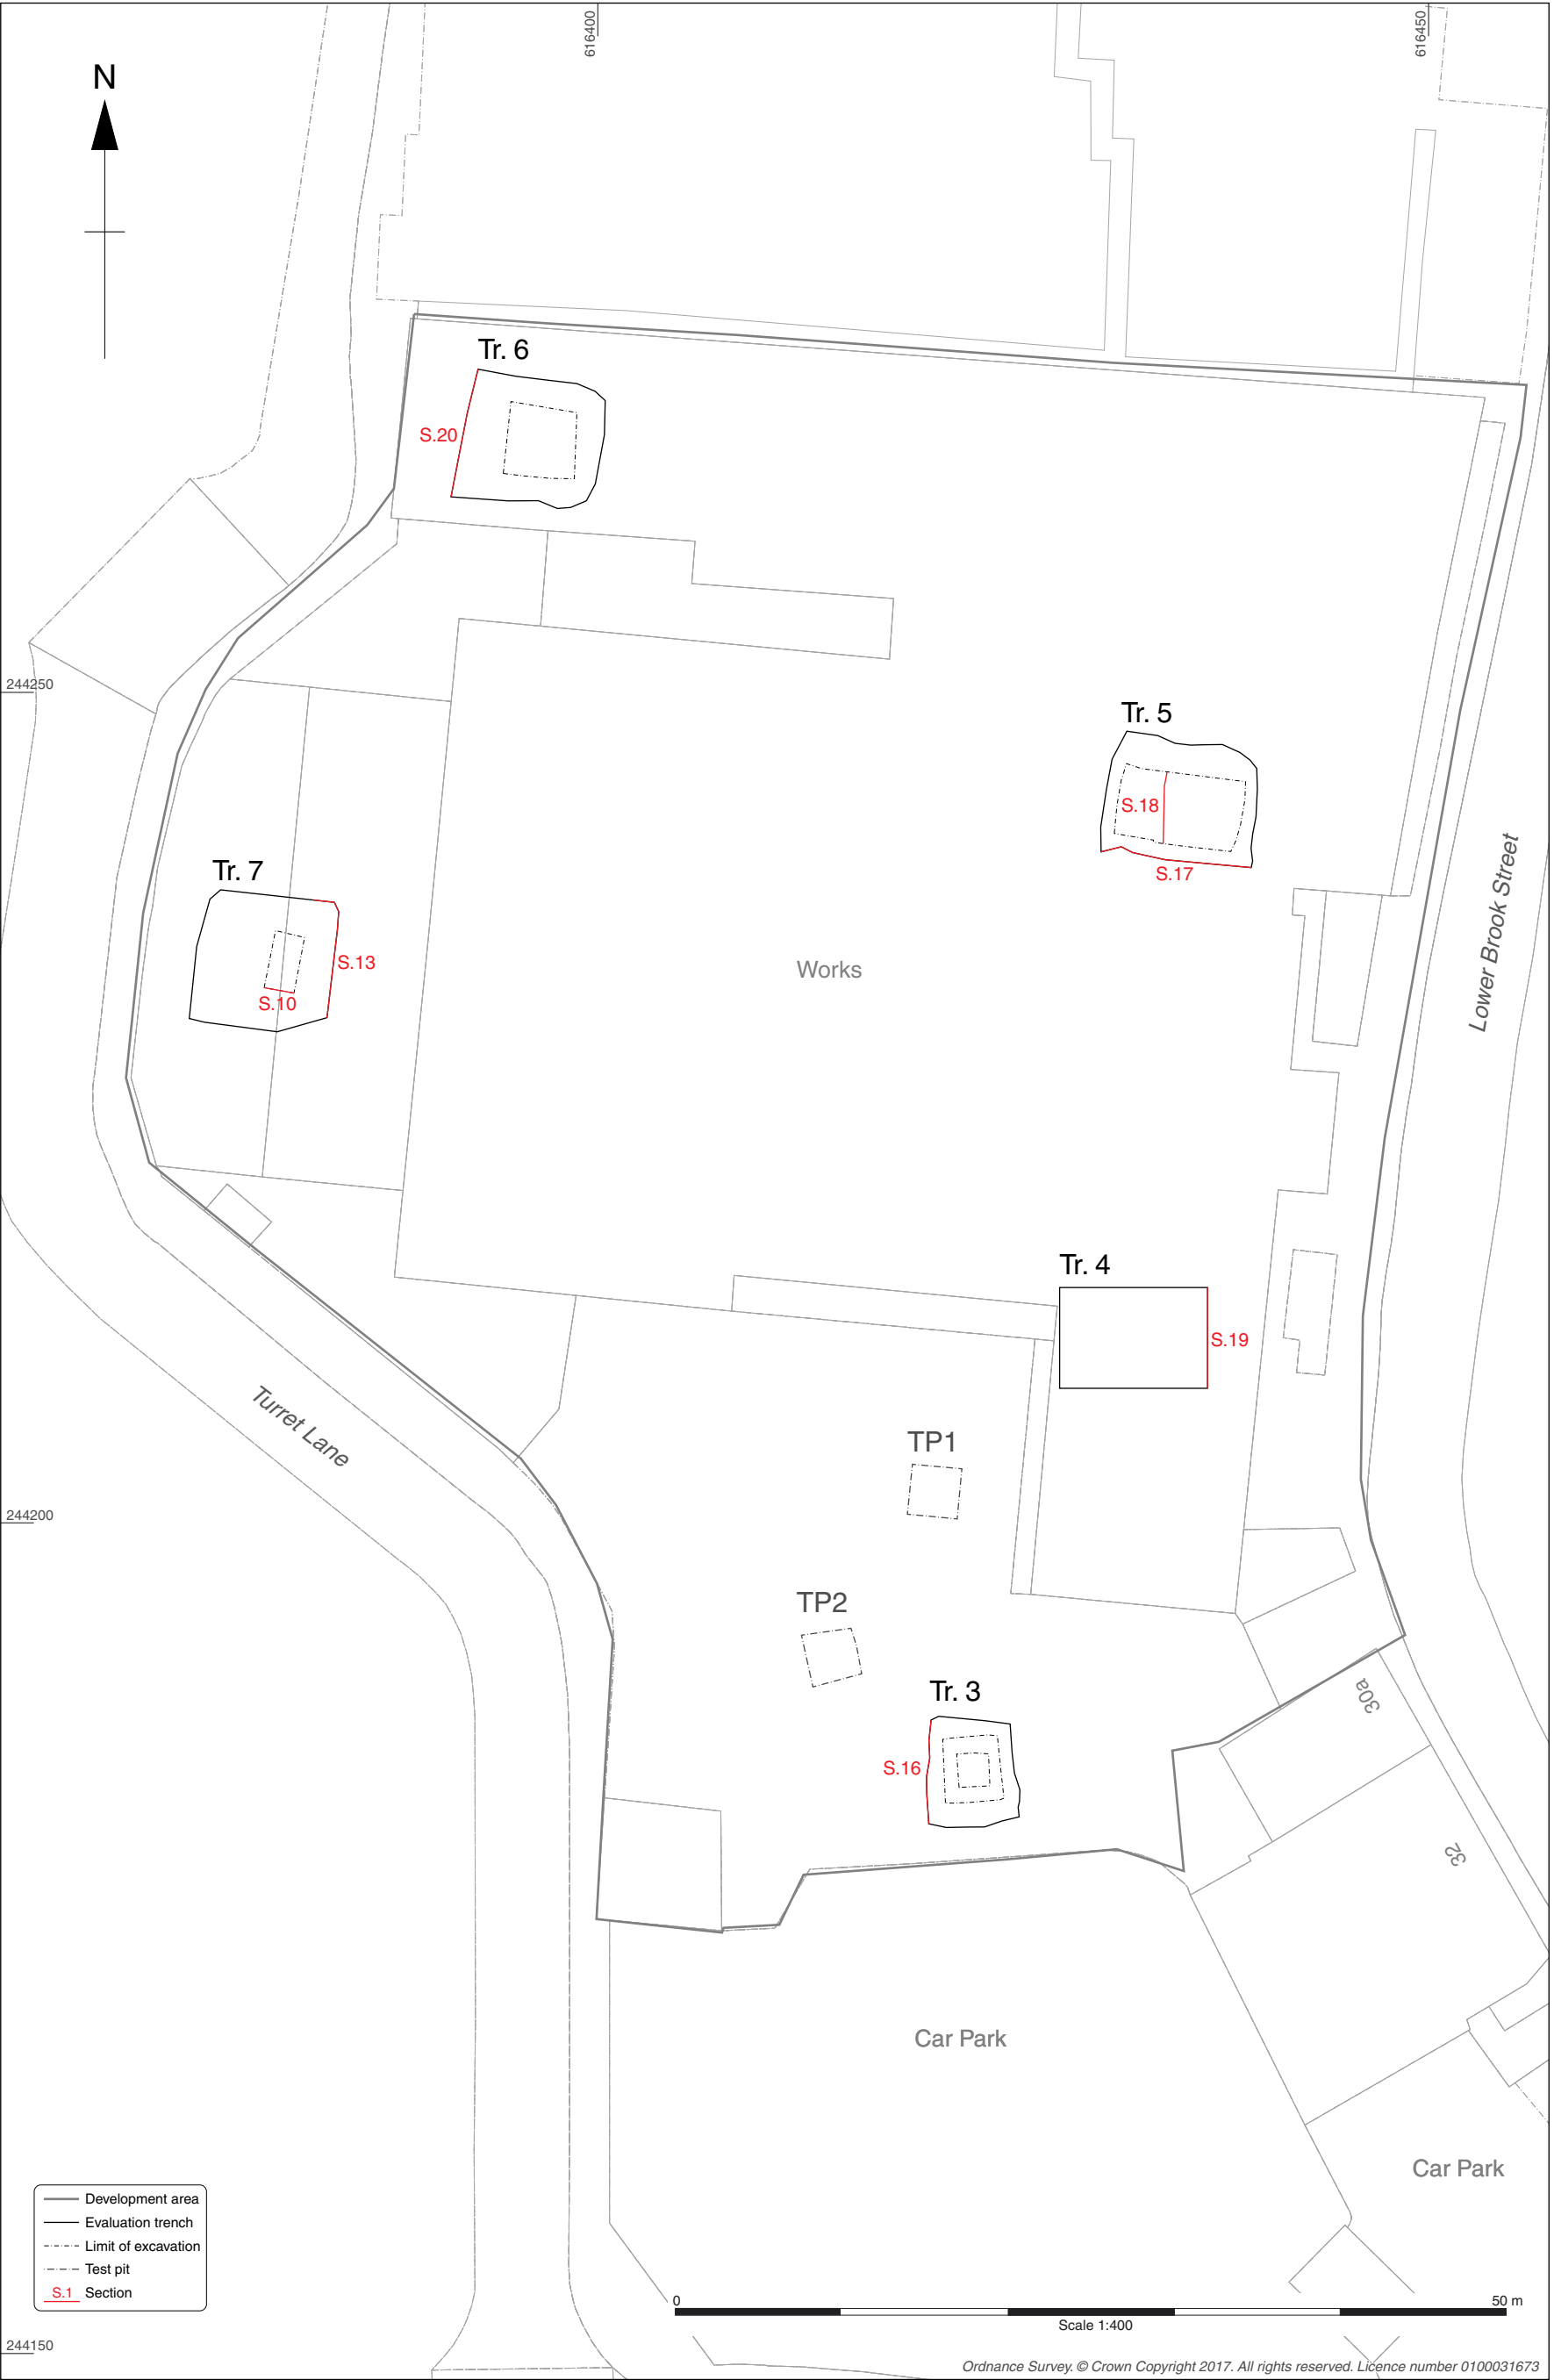 616400
616450
N
Tr. 6
S.20
244250
Tr. 5
S.18
S.17
Tr. 7
S.13
S.10
Works
Lower Brook Street
Tr. 4
S.19
Turret Lane
TP1
244200
TP2
Tr. 3
30a
S.16
32
Car Park
Car Park
Development area
Evaluation trench
Limit of excavation
Test pit
S.1 Section
0 50 m
Scale 1:400
244150
Ordnance Survey. © Crown Copyright 2017. All rights reserved. Licence number 0100031673